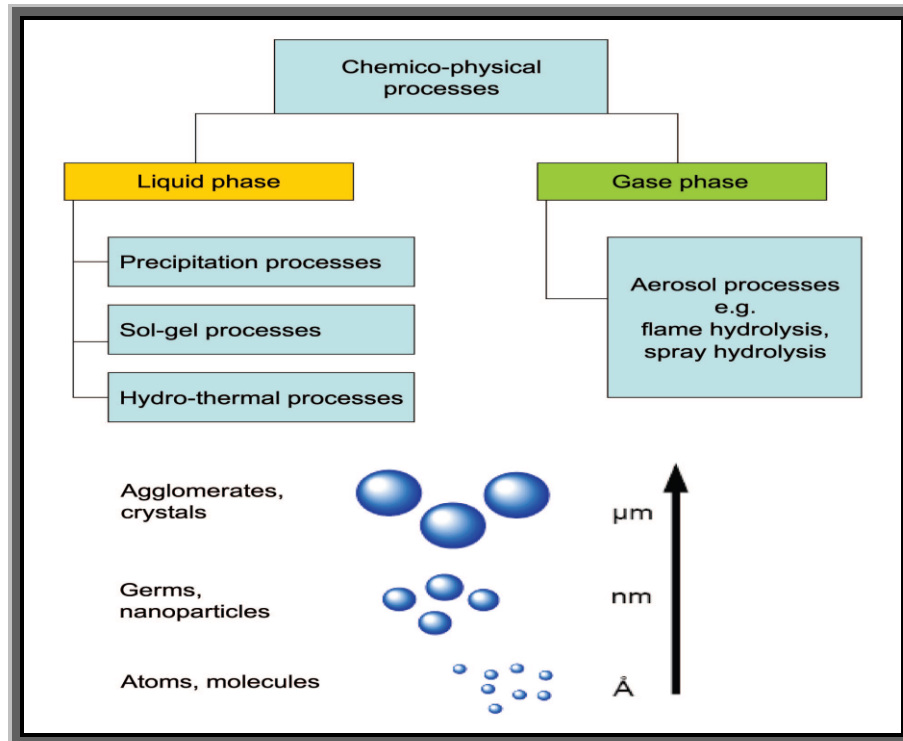 Chemico-physical
processes
Liquid phase
Gase phase
Precipitation processes
Sol-gel processes
Hydro-thermal processes
Aerosol processes
e.g.
flame hydrolysis,
spray hydrolysis
Agglomerates,
crystals
µm
Germs,
nanoparticles
nm
Atoms, molecules
Å